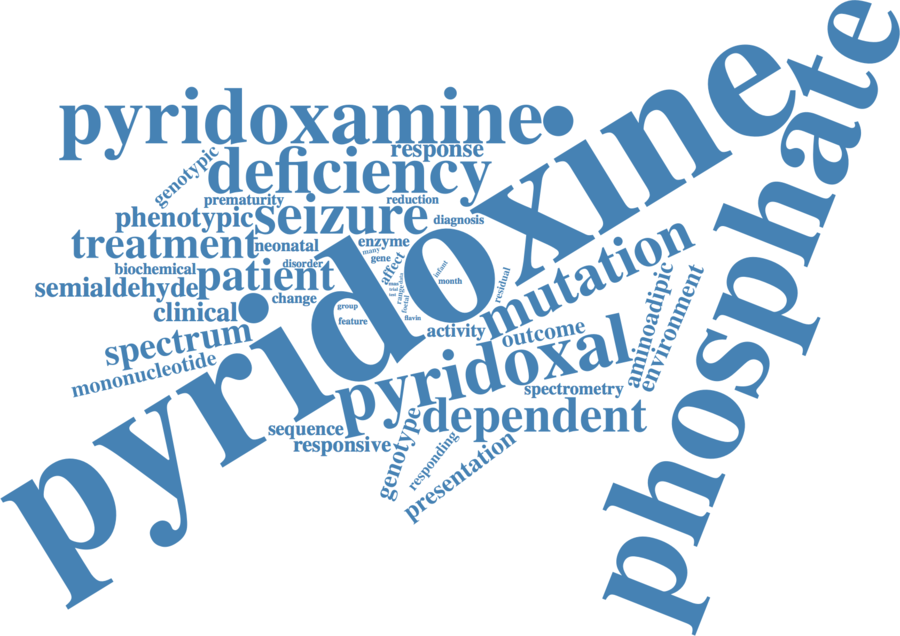 pyridoxine
phosphate
pyridoxamine
response
deficiency
genotypic
prematurity
reduction
phenotypic
seizure
diagnosis
treatment
neonatal
enzyme
many
gene
affect
biochemical
disorder
patient
semialdehyde
change
clinical
group
feature
infant
month
residual
flavin
activity
mutation
spectrum
outcome
mononucleotide
pyridoxal
aminoadipic
environment
spectrometry
dependent
sequence
responsive
genotype
responding
presentation